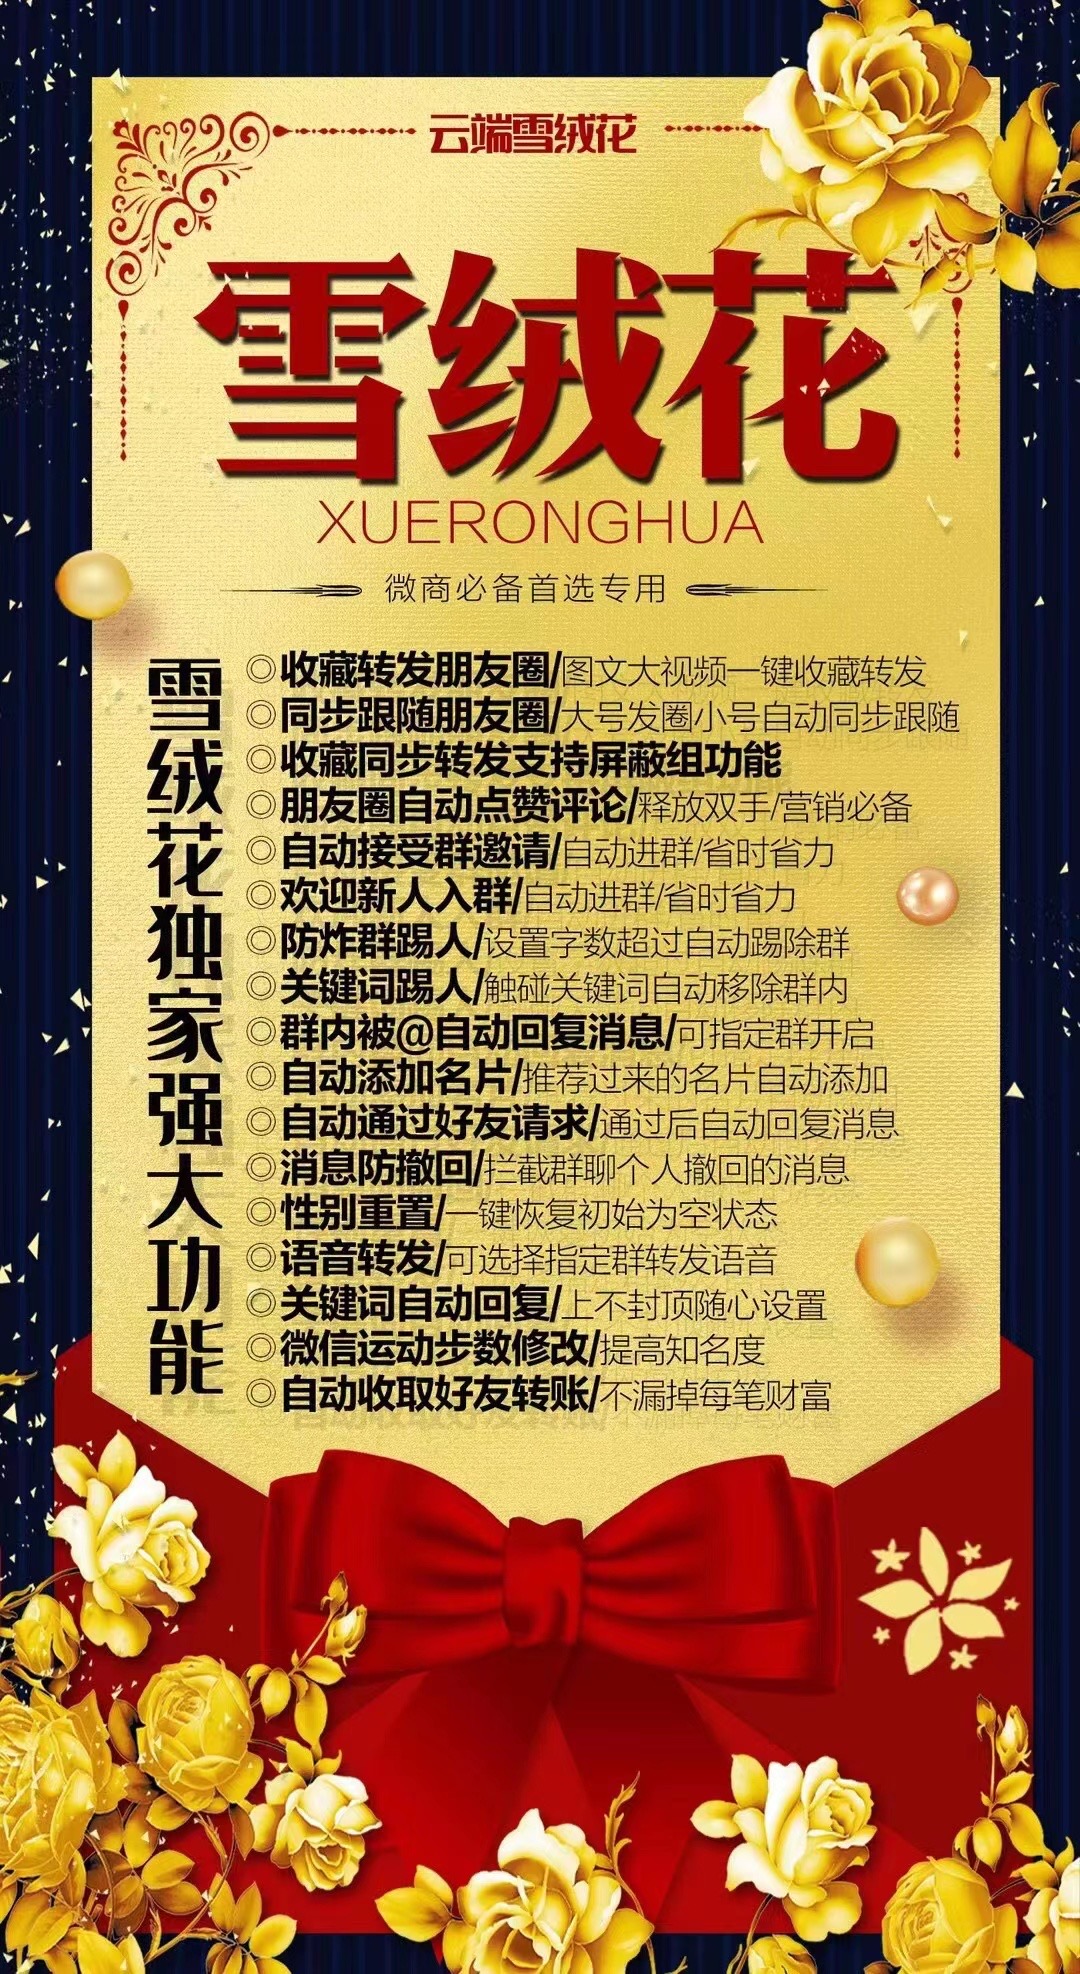 云端雪绒花
雪绒花
XUERONGHUA
微商必备首选专用
雪绒花独家强大功能
◎收藏转发朋友圈/图文大视频一键收藏转发
◎同步跟随朋友圈/大号发圈小号自动同步跟随
◎收藏同步转发支持屏蔽组功能
◎朋友圈自动点赞评论/释放双手/营销必备
◎自动接受群邀请/自动进群/省时省力
◎欢迎新人入群/自动进群/省时省力
◎防炸群踢人/设置字数超过自动踢除群
◎关键词踢人/触碰关键词自动移除群内
◎群内被@自动回复消息/可指定群开启
◎自动添加名片/推荐过来的名片自动添加
◎自动通过好友请求/通过后自动回复消息
◎消息防撤回/拦截群聊个人撤回的消息
◎性别重置/一键恢复初始为空状态
◎语音转发/可选择指定群转发语音
◎关键词自动回复/上不封顶随心设置
◎微信运动步数修改/提高知名度
◎自动收取好友转账/不漏掉每笔财富